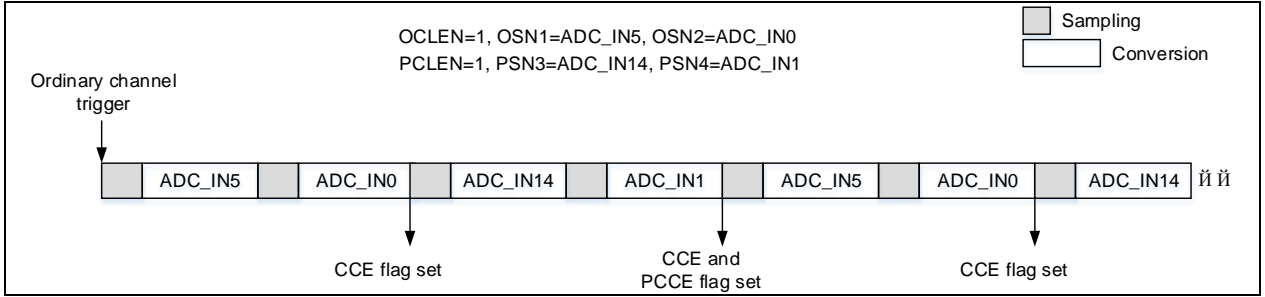 OCLEN=1, OSN1=ADC_IN5, OSN2=ADC_IN0
PCLEN=1, PSN3=ADC_IN14, PSN4=ADC_IN1
Sampling
Conversion
Ordinary channel
trigger
ADC_IN5 ADC_IN0 ADC_IN14 ADC_IN1 ADC_IN5 ADC_IN0 ADC_IN14 Й Й
CCE flag set
CCE and
PCCE flag set
CCE flag set